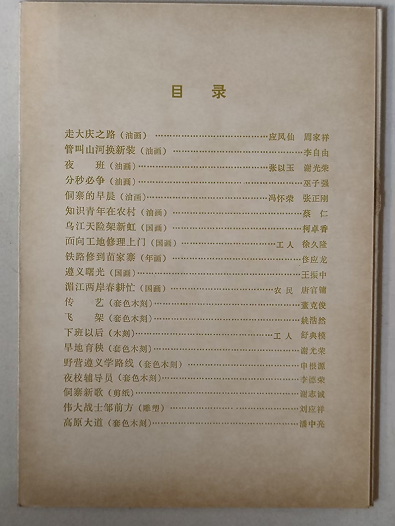 目 录
走大庆之路（油画）……………………应凤仙 周家祥
管叫山河换新装（油画）……………………李自由
夜 班（油画）……………………张以玉 谢光荣
分秒必争（油画）……………………巫子强
侗寨的早晨（油画）……………………冯怀荣 张正刚
知识青年在农村（油画）……………………蔡 仁
乌江天险架新虹（国画）……………………何卓香
面向工地修理上门（国画）……………………工人 徐久隆
铁路修到苗家寨（年画）……………………佟应龙
遵义曙光（国画）……………………王振中
湄江两岸春耕忙（国画）……………………农民 唐官铺
传 艺（套色木刻）……………………董克俊
飞 架（套色木刻）……………………姚浩然
下班以后（木刻）……………………工人 舒典模
旱地育秧（套色木刻）……………………谢光荣
野营遵义学路线（套色木刻）……………………申根源
夜校辅导员（套色木刻）……………………李德荣
侗寨新歌（剪纸）……………………谢志诚
伟大战士邹前方（雕塑）……………………刘应祥
高原大道（套色木刻）……………………潘中亮